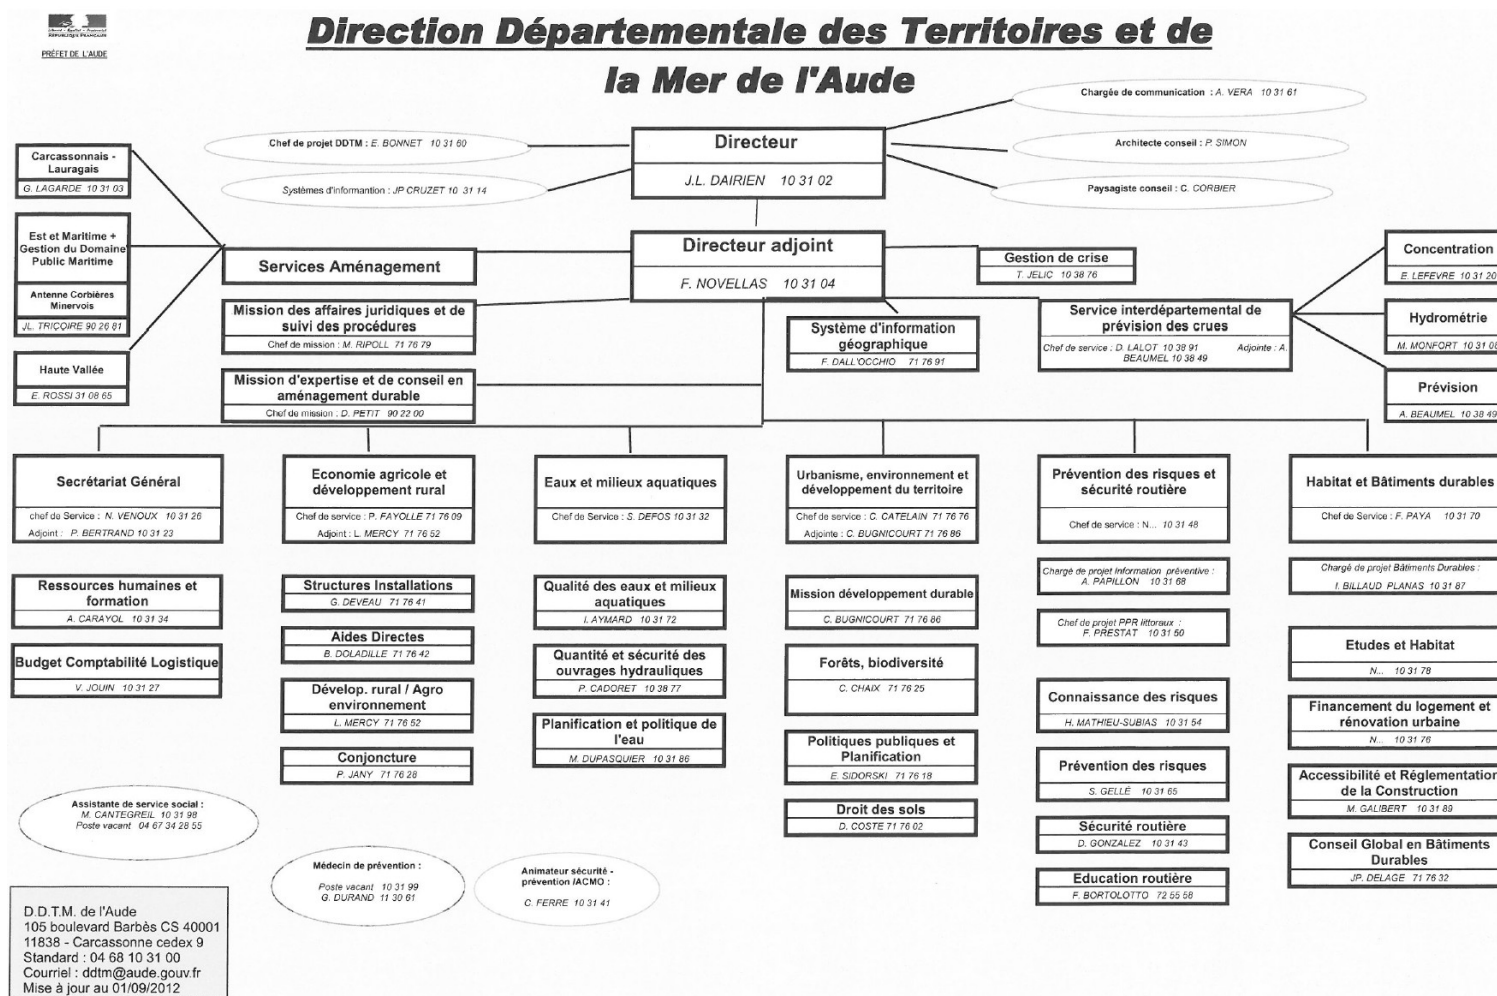 Direction Départementale des Territoires et de
la Mer de l'Aude
RÉPUBLIQUE FRANÇAISE
PRÉFET DE L'AUDE
Chargée de communication : A. VERA 10 31 61
Chef de projet DDTM : E. BONNET 10 31 60
Directeur
J.L. DAIRIEN 10 31 02
Architecte conseil : P. SIMON
Systèmes d'informantion : JP CRUZET 10 31 14
Paysagiste conseil : C. CORBIER
Carcassonnais -
Lauragais
G. LAGARDE 10 31 03
Est et Maritime +
Gestion du Domaine
Public Maritime
Antenne Corbières
Minervois
JL. TRICOIRE 90 26 81
Haute Vallée
E. ROSSI 31 08 65
Services Aménagement
Directeur adjoint
F. NOVELLAS 10 31 04
Gestion de crise
T. JELIC 10 38 76
Mission des affaires juridiques et de
suivi des procédures
Chef de mission : M. RIPOLL 71 76 79
Mission d'expertise et de conseil en
aménagement durable
Chef de mission : D. PETIT 90 22 00
Système d'information
géographique
F. DALL'OCCHIO 71 76 91
Service interdépartemental de
prévision des crues
Chef de service : D. LALOT 10 38 91 Adjointe : A.
BEAUMEL 10 38 49
Concentration
E. LEFEVRE 10 31 20
Hydrométrie
M. MONFORT 10 31 08
Prévision
A. BEAUMEL 10 38 49
Secrétariat Général
chef de Service : N. VENOUX 10 31 26
Adjoint : P. BERTRAND 10 31 23
Ressources humaines et
formation
A. CARAYOL 10 31 34
Budget Comptabilité Logistique
V. JOUIN 10 31 27
Economie agricole et
développement rural
Chef de service : P. FAYOLLE 71 76 09
Adjoint : L. MERCY 71 76 52
Structures Installations
G. DEVEAU 71 76 41
Aides Directes
B. DOLADILLE 71 76 42
Dévelop. rural / Agro
environnement
L. MERCY 71 76 52
Conjoncture
P. JANY 71 76 28
Eaux et milieux aquatiques
Chef de Service : S. DEFOS 10 31 32
Qualité des eaux et milieux
aquatiques
I. AYMARD 10 31 72
Quantité et sécurité des
ouvrages hydrauliques
P. CADORET 10 38 77
Planification et politique de
l'eau
M. DUPASQUIER 10 31 86
Urbanisme, environnement et
développement du territoire
Chef de service : C. CATELAIN 71 76 76
Adjointe : C. BUGNICOURT 71 76 86
Mission développement durable
C. BUGNICOURT 71 76 86
Forêts, biodiversité
C. CHAIX 71 76 25
Politiques publiques et
Planification
E. SIDORSKI 71 76 18
Droit des sols
D. COSTE 71 76 02
Prévention des risques et
sécurité routière
Chef de service : N... 10 31 48
Chargé de projet Information préventive :
A. PAPILLON 10 31 68
Chef de projet PPR littoraux :
F. PRESTAT 10 31 50
Connaissance des risques
H. MATHIEU-SUBIAS 10 31 54
Prévention des risques
S. GELLÉ 10 31 65
Sécurité routière
D. GONZALEZ 10 31 43
Education routière
F. BORTOLOTTO 72 55 58
Habitat et Bâtiments durables
Chef de Service : F. PAYA 10 31 70
Chargé de projet Bâtiments Durables :
I. BILLAUD PLANAS 10 31 87
Etudes et Habitat
N... 10 31 78
Financement du logement et
rénovation urbaine
N... 10 31 76
Accessibilité et Réglementation
de la Construction
M. GALIBERT 10 31 89
Conseil Global en Bâtiments
Durables
JP. DELAGE 71 76 32
Assistante de service social :
M. CANTEGREIL 10 31 98
Poste vacant 04 67 34 28 55
Médecin de prévention :
Poste vacant 10 31 99
G. DURAND 11 30 61
Animateur sécurité -
prévention /ACMO :
C. FERRE 10 31 41
D.D.T.M. de l'Aude
105 boulevard Barbès CS 40001
11838 - Carcassonne cedex 9
Standard : 04 68 10 31 00
Courriel : ddtm@aude.gouv.fr
Mise à jour au 01/09/2012